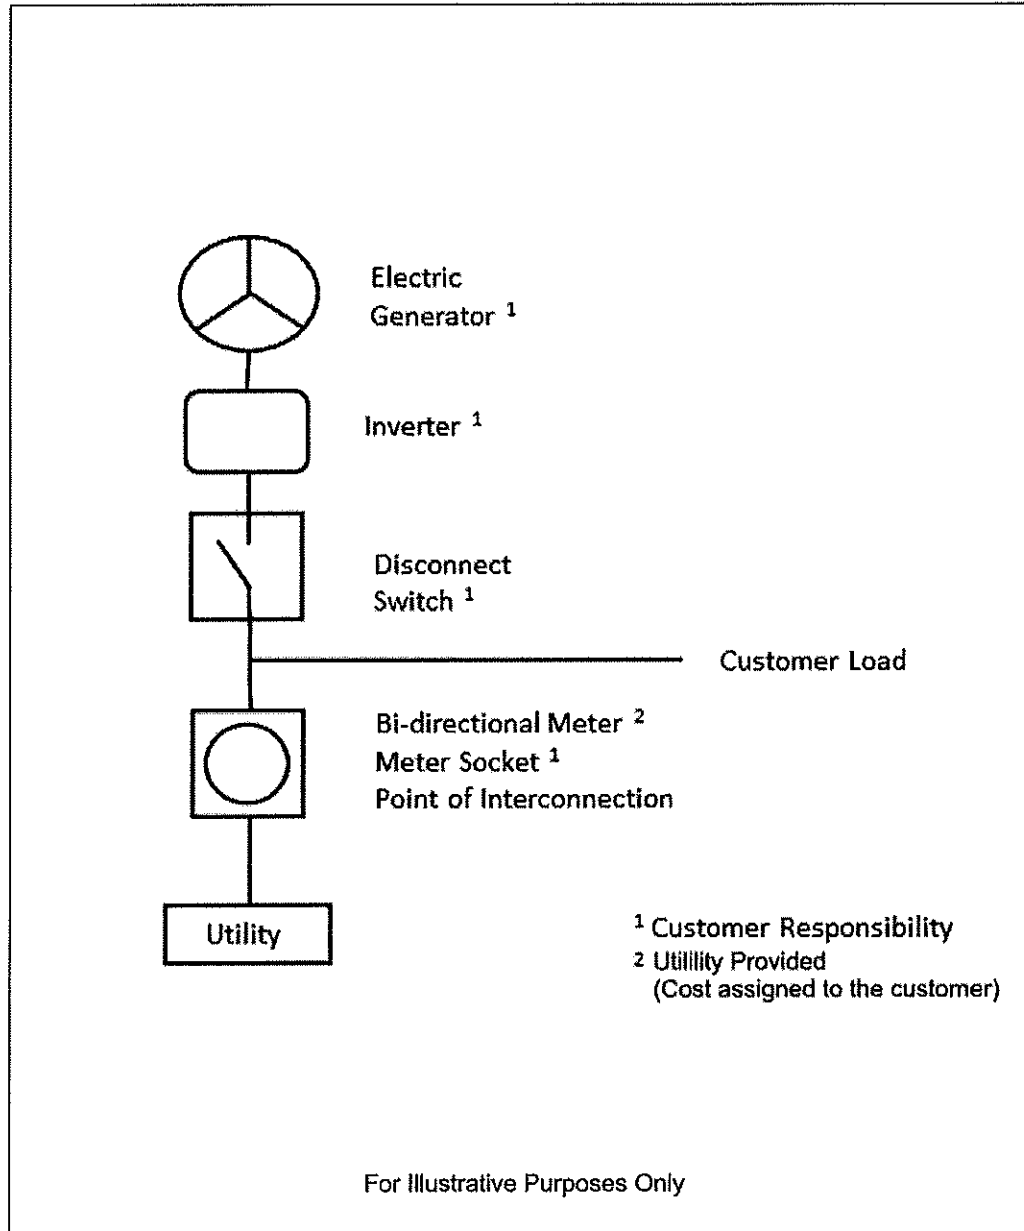 Electric
Generator ¹
Inverter ¹
Disconnect
Switch ¹
Customer Load
Bi-directional Meter ²
Meter Socket ¹
Point of Interconnection
Utility
¹ Customer Responsibility
² Utilility Provided
(Cost assigned to the customer)
For Illustrative Purposes Only